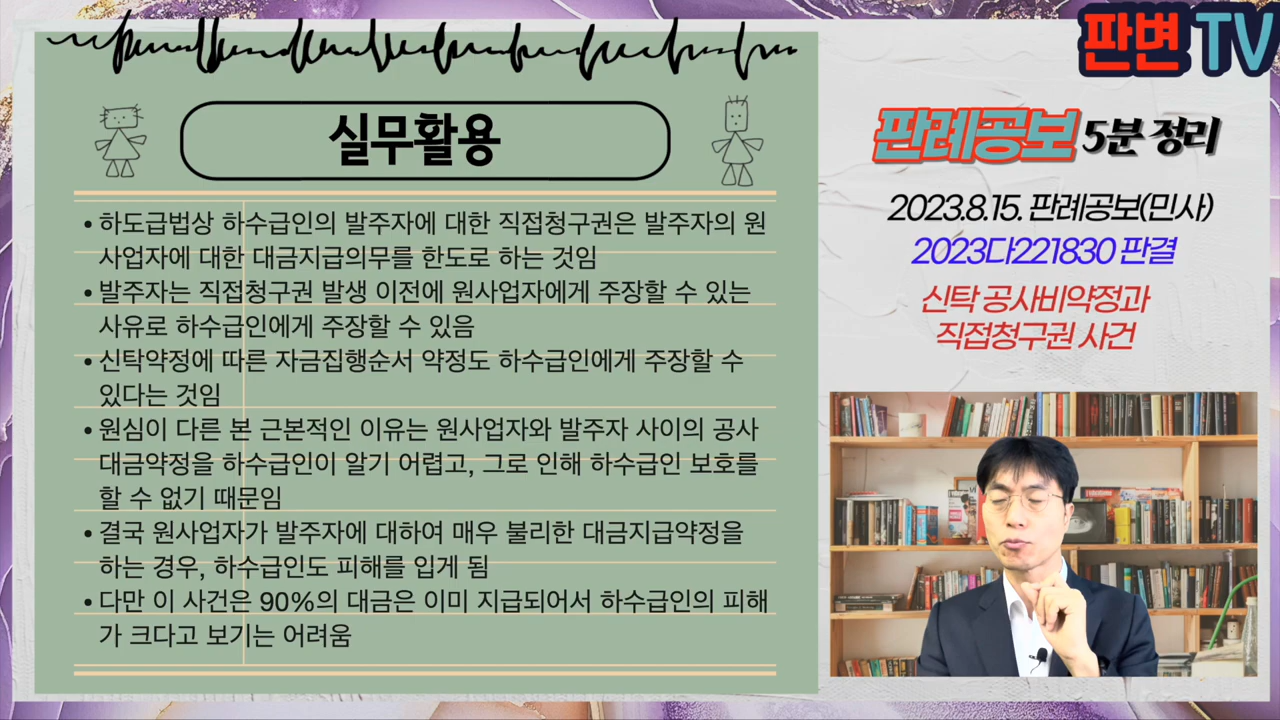 판변 TV
실무활용
• 하도급법상 하수급인의 발주자에 대한 직접청구권은 발주자의 원
사업자에 대한 대금지급의무를 한도로 하는 것임
• 발주자는 직접청구권 발생 이전에 원사업자에게 주장할 수 있는
사유로 하수급인에게 주장할 수 있음
• 신탁약정에 따른 자금집행순서 약정도 하수급인에게 주장할 수
있다는 것임
• 원심이 다른 본 근본적인 이유는 원사업자와 발주자 사이의 공사
대금약정을 하수급인이 알기 어렵고, 그로 인해 하수급인 보호를
할 수 없기 때문임
• 결국 원사업자가 발주자에 대하여 매우 불리한 대금지급약정을
하는 경우, 하수급인도 피해를 입게 됨
• 다만 이 사건은 90%의 대금은 이미 지급되어서 하수급인의 피해
가 크다고 보기는 어려움
판례공보 5분 정리
2023.8.15. 판례공보(민사)
2023다221830 판결
신탁 공사비약정과
직접청구권 사건